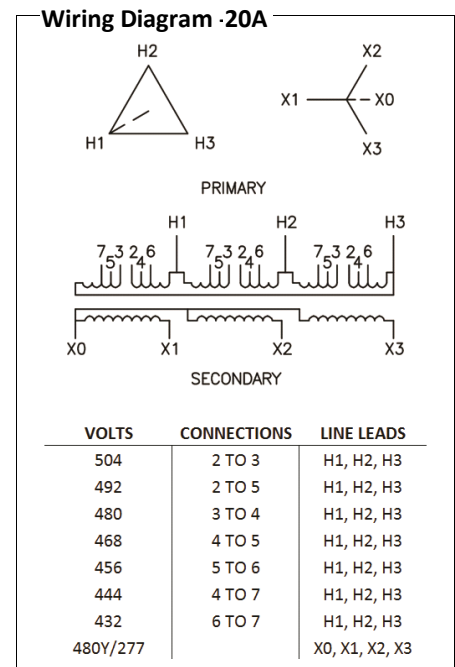 Wiring Diagram -20A
H2
X2
X1
X0
H1
H3
X3
PRIMARY
H1 H2 H3
7 5 3 2 4 6 7 5 3 2 4 6 7 5 3 2 4 6
X0 X1 X2 X3
SECONDARY
VOLTS CONNECTIONS LINE LEADS
504 2 TO 3 H1, H2, H3
492 2 TO 5 H1, H2, H3
480 3 TO 4 H1, H2, H3
468 4 TO 5 H1, H2, H3
456 5 TO 6 H1, H2, H3
444 4 TO 7 H1, H2, H3
432 6 TO 7 H1, H2, H3
480Y/277 X0, X1, X2, X3